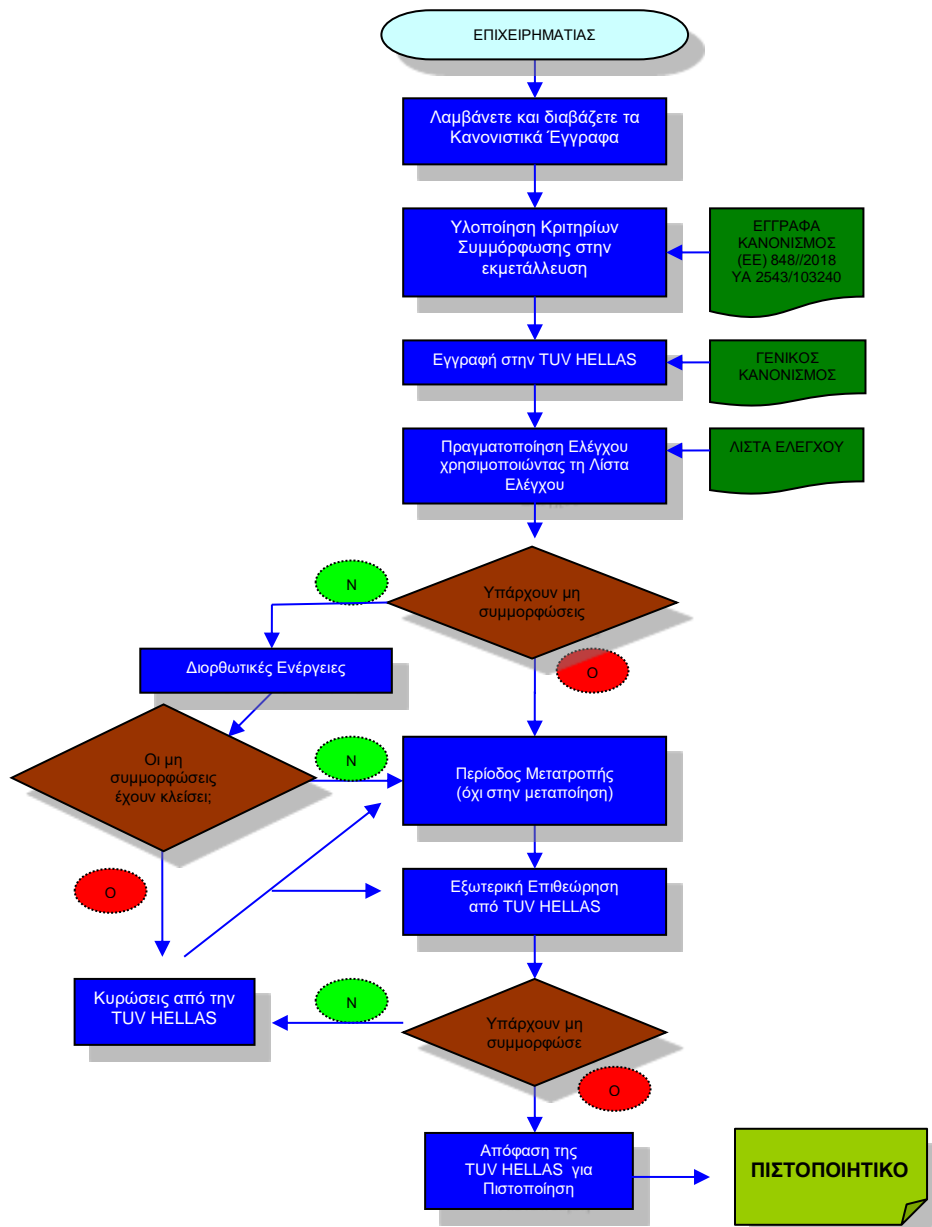 ΕΠΙΧΕΙΡΗΜΑΤΙΑΣ
Λαμβάνετε και διαβάζετε τα
Κανονιστικά Έγγραφα
Υλοποίηση Κριτηρίων
Συμμόρφωσης στην
εκμετάλλευση
ΕΓΓΡΑΦΑ
ΚΑΝΟΝΙΣΜΟΣ
(ΕΕ) 848//2018
ΥΑ 2543/103240
Εγγραφή στην TUV HELLAS
ΓΕΝΙΚΟΣ
ΚΑΝΟΝΙΣΜΟΣ
Πραγματοποίηση Ελέγχου
χρησιμοποιώντας τη Λίστα
Ελέγχου
ΛΙΣΤΑ ΕΛΕΓΧΟΥ
Ν
Υπάρχουν μη
συμμορφώσεις
Διορθωτικές Ενέργειες
Ο
Οι μη
συμμορφώσεις
έχουν κλείσει;
Ν
Περίοδος Μετατροπής
(όχι στην μεταποίηση)
Ο
Εξωτερική Επιθεώρηση
από TUV HELLAS
Κυρώσεις από την
TUV HELLAS
Ν
Υπάρχουν μη
συμμορφώσε
Ο
Απόφαση της
TUV HELLAS για
Πιστοποίηση
ΠΙΣΤΟΠΟΙΗΤΙΚΟ